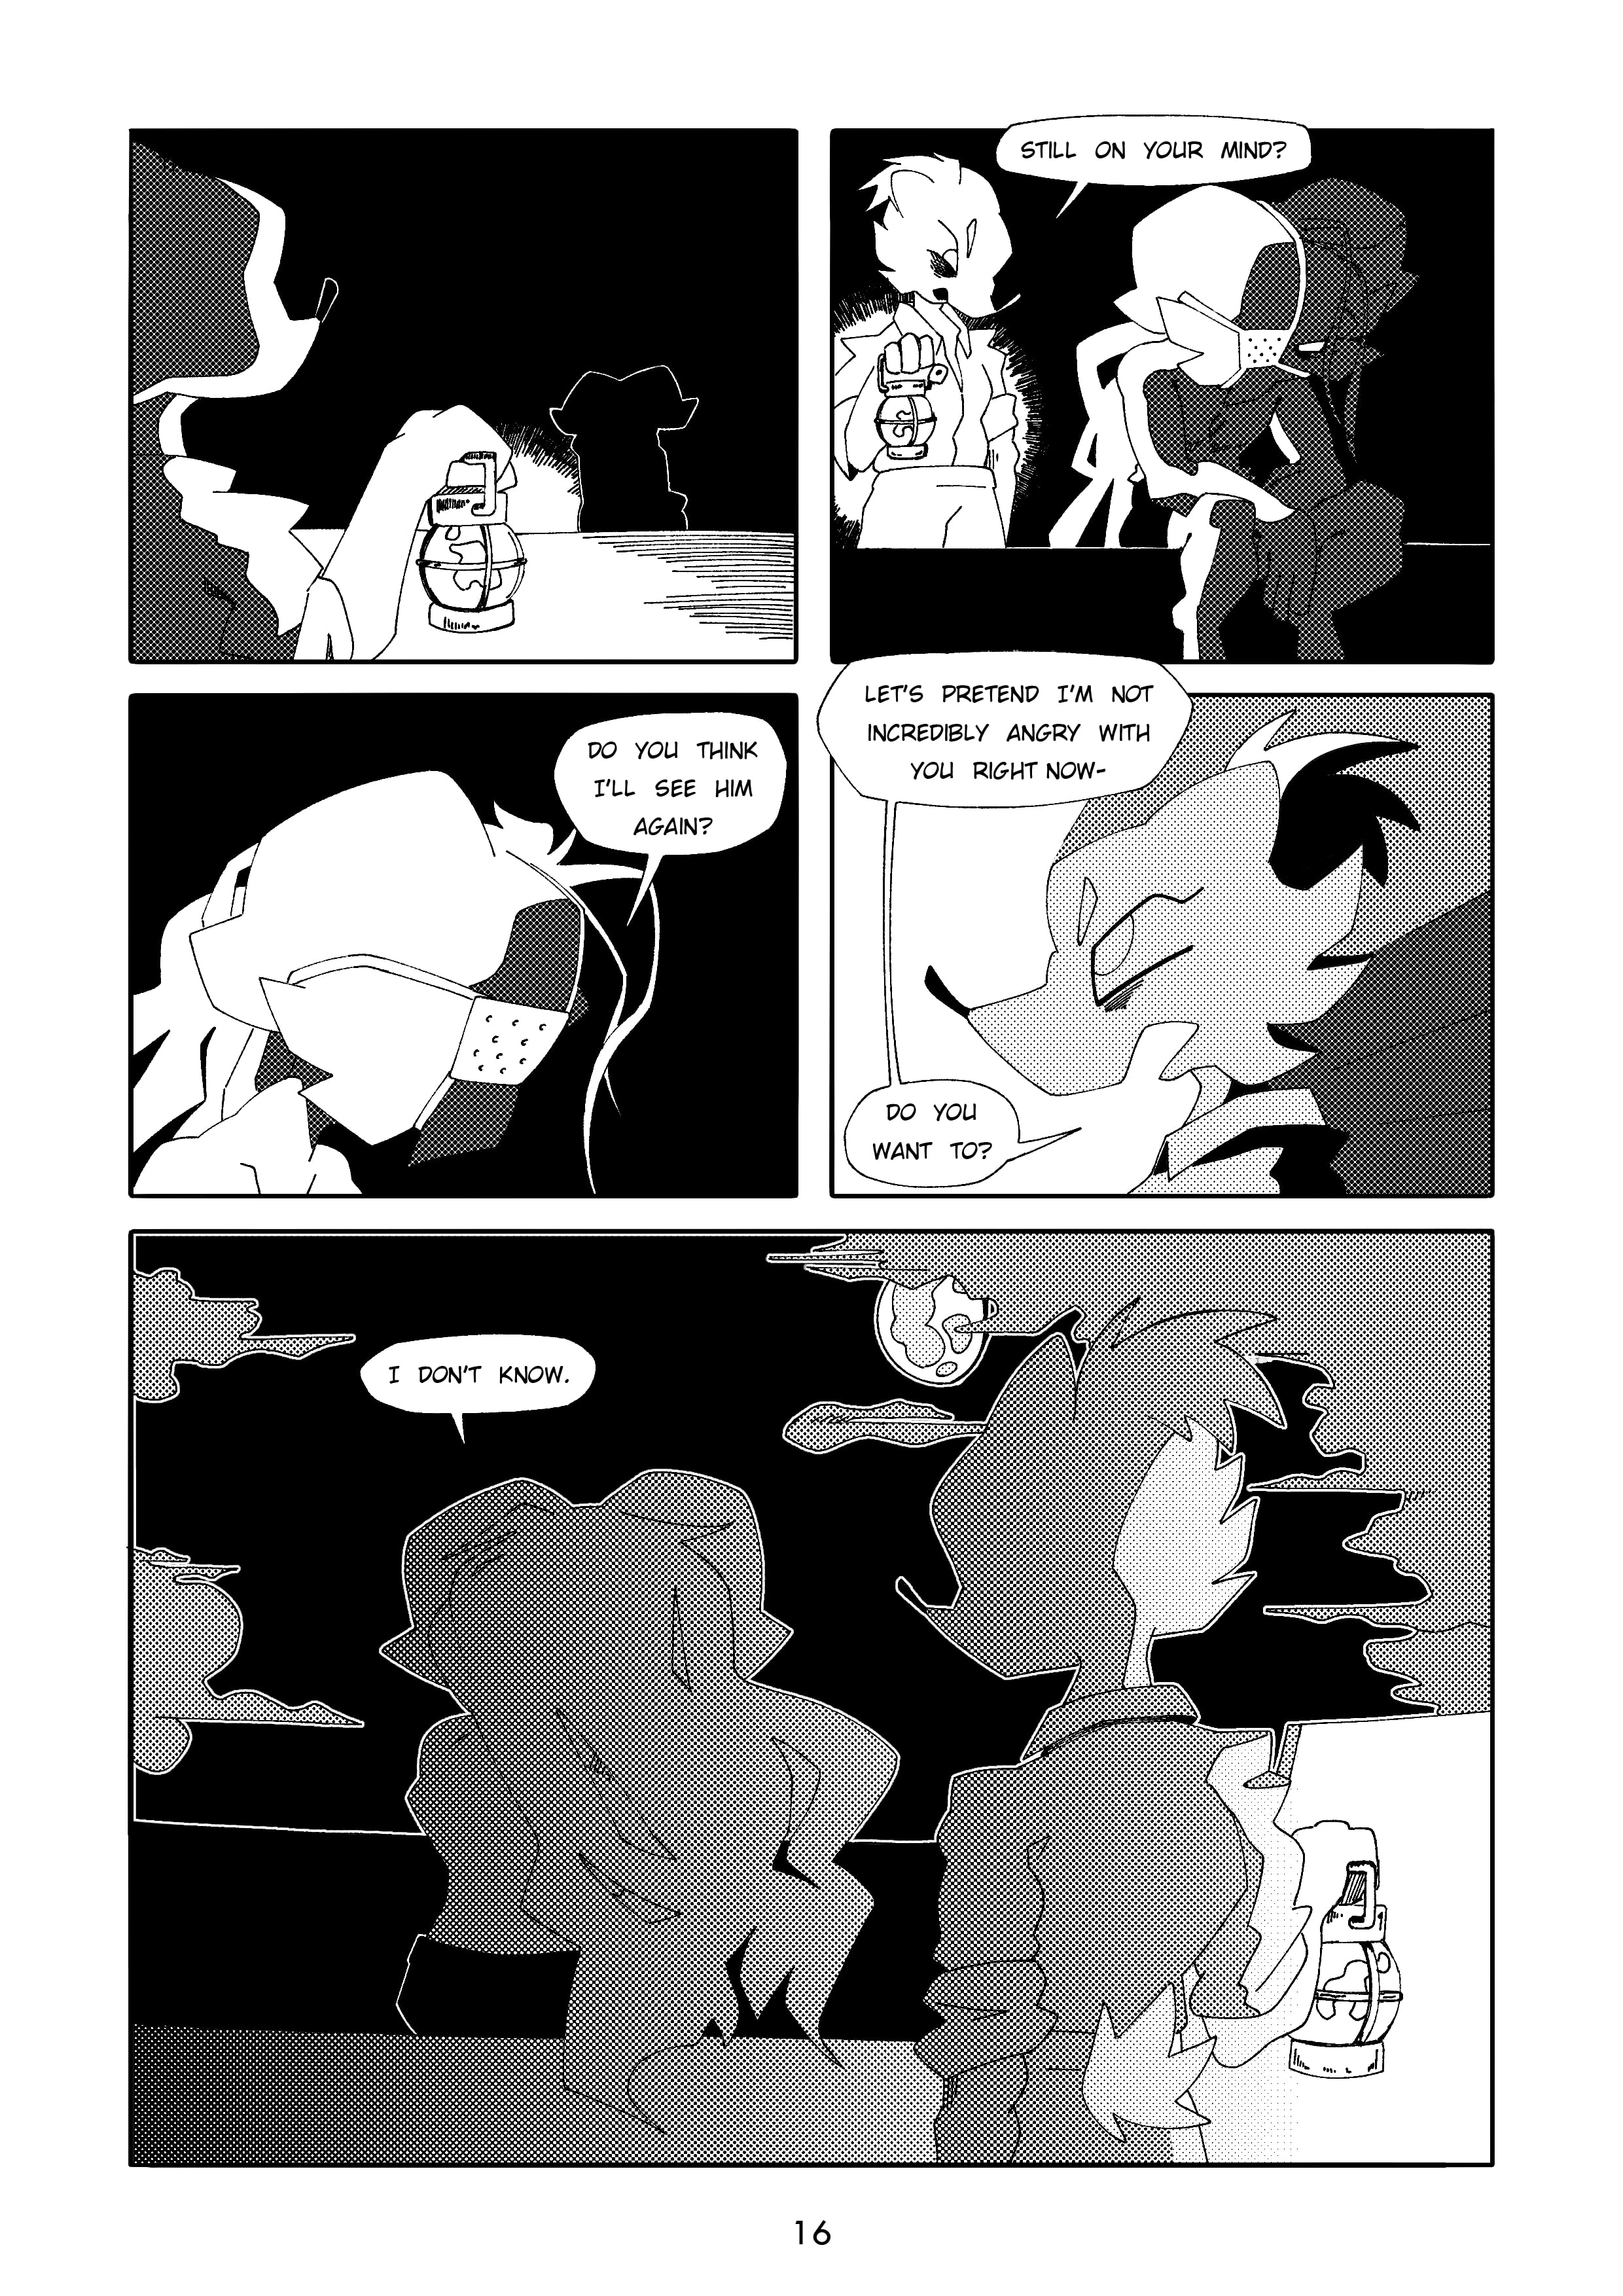 STILL ON YOUR MIND?
DO YOU THINK
I'LL SEE HIM
AGAIN?
LET'S PRETEND I'M NOT
INCREDIBLY ANGRY WITH
YOU RIGHT NOW-
DO YOU
WANT TO?
I DON'T KNOW.
16